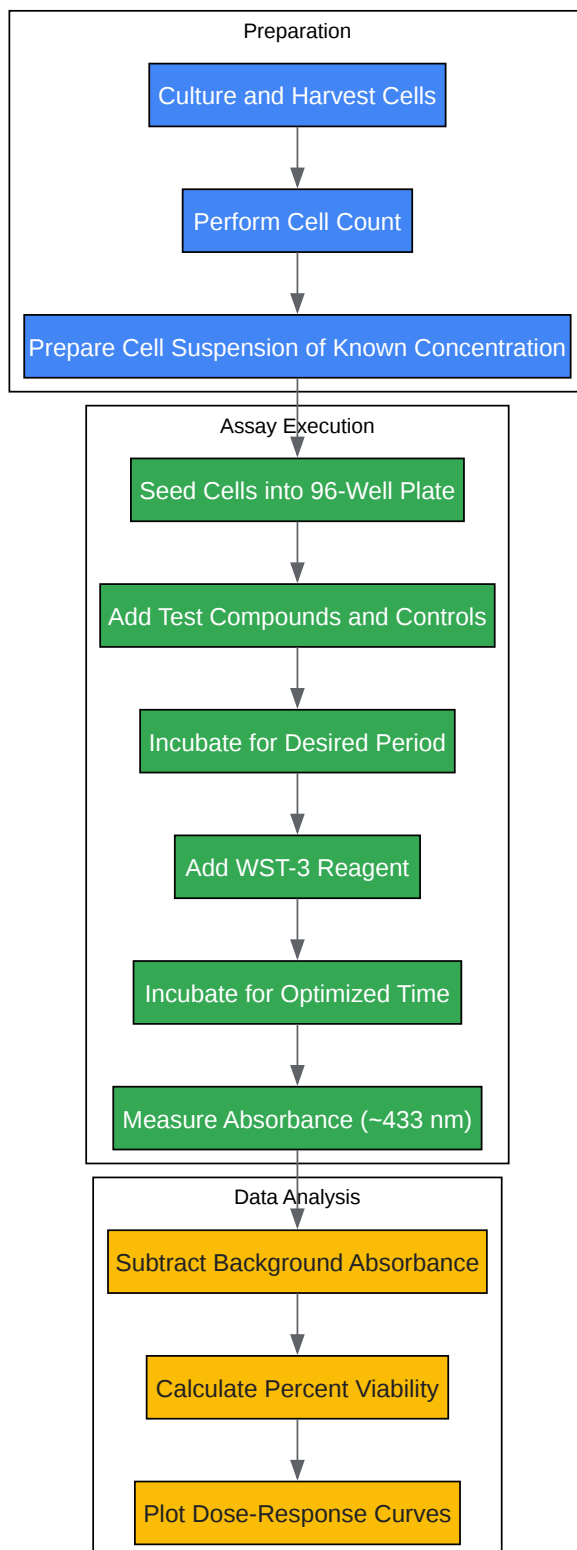 Preparation
Culture and Harvest Cells
Perform Cell Count
Prepare Cell Suspension of Known Concentration
Assay Execution
Seed Cells into 96-Well Plate
Add Test Compounds and Controls
Incubate for Desired Period
Add WST-3 Reagent
Incubate for Optimized Time
Measure Absorbance (~433 nm)
Data Analysis
Subtract Background Absorbance
Calculate Percent Viability
Plot Dose-Response Curves